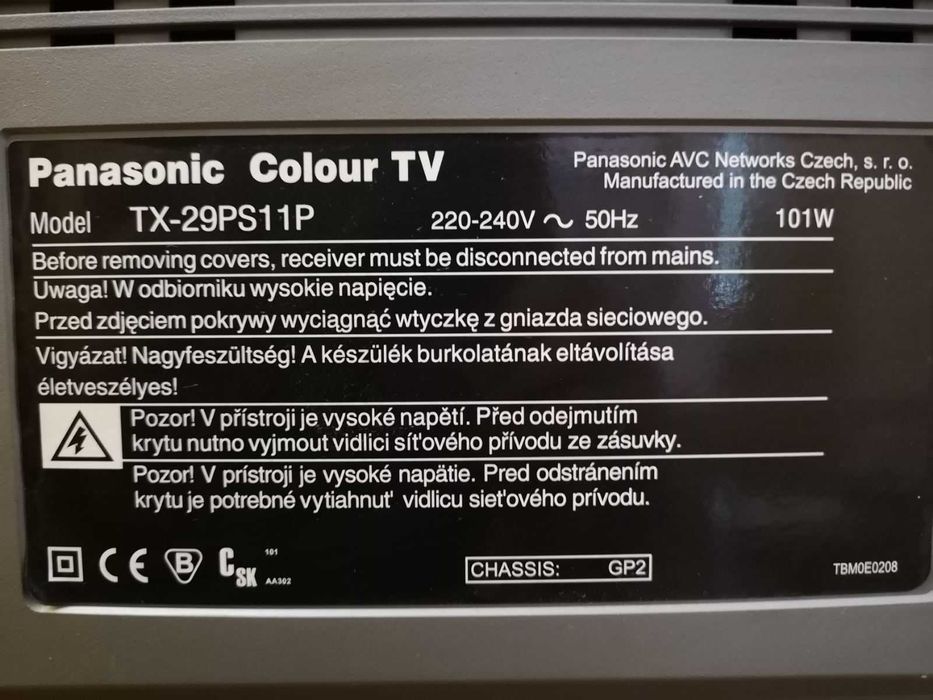 Panasonic Colour TV
Panasonic AVC Networks Czech, s. r. o.
Manufactured in the Czech Republic
Model TX-29PS11P 220-240V ~ 50Hz 101W
Before removing covers, receiver must be disconnected from mains.
Uwaga! W odbiorniku wysokie napięcie.
Przed zdjęciem pokrywy wyciągnąć wtyczkę z gniazda sieciowego.
Vigyázat! Nagyfeszültség! A készülék burkolatának eltávolítása
életveszélyes!
Pozor! V přístroji je vysoké napětí. Před odejmutím
krytu nutno vyjmout vidlici síťového přívodu ze zásuvky.
Pozor! V prístroji je vysoké napätie. Pred odstránením
krytu je potrebné vytiahnuť vidlicu sieťového prívodu.
CE B CSK 101
AA302
CHASSIS: GP2
TBM0E0208